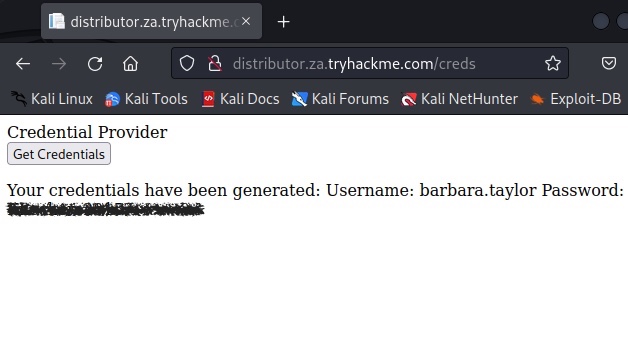 distributor.za.tryhackme.c
distributor.za.tryhackme.com/creds
Kali Linux Kali Tools Kali Docs Kali Forums Kali NetHunter Exploit-DB
Credential Provider
Get Credentials
Your credentials have been generated: Username: barbara.taylor Password: